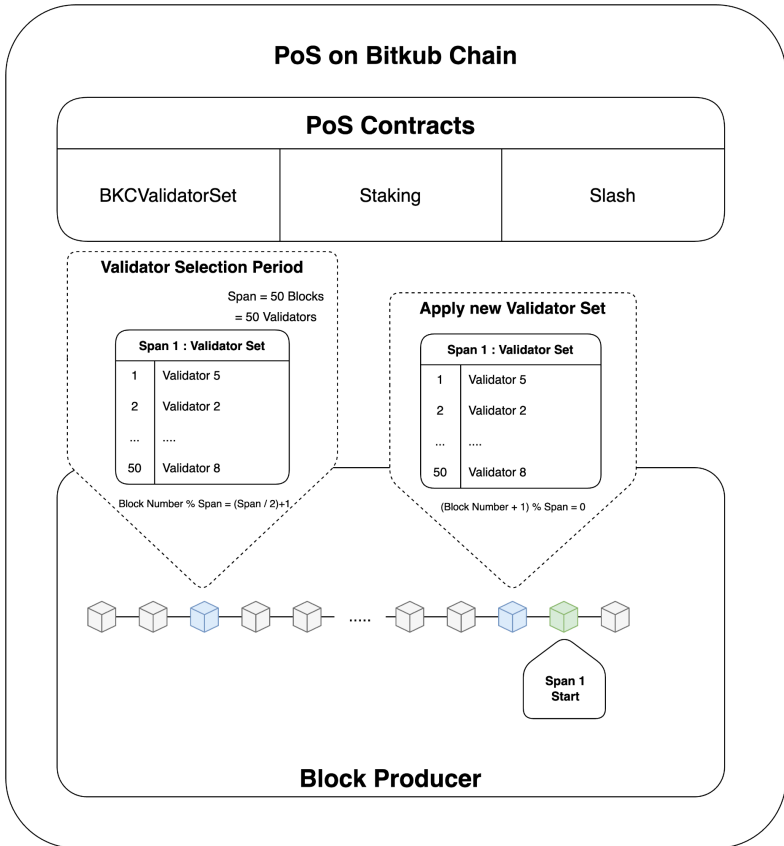 PoS on Bitkub Chain
PoS Contracts
BKCValidatorSet
Staking
Slash
Validator Selection Period
Span = 50 Blocks
= 50 Validators
Span 1 : Validator Set
1 Validator 5
2 Validator 2
... ....
50 Validator 8
Block Number % Span = (Span / 2)+1
Apply new Validator Set
Span 1 : Validator Set
1 Validator 5
2 Validator 2
... ....
50 Validator 8
(Block Number + 1) % Span = 0
.....
Span 1
Start
Block Producer